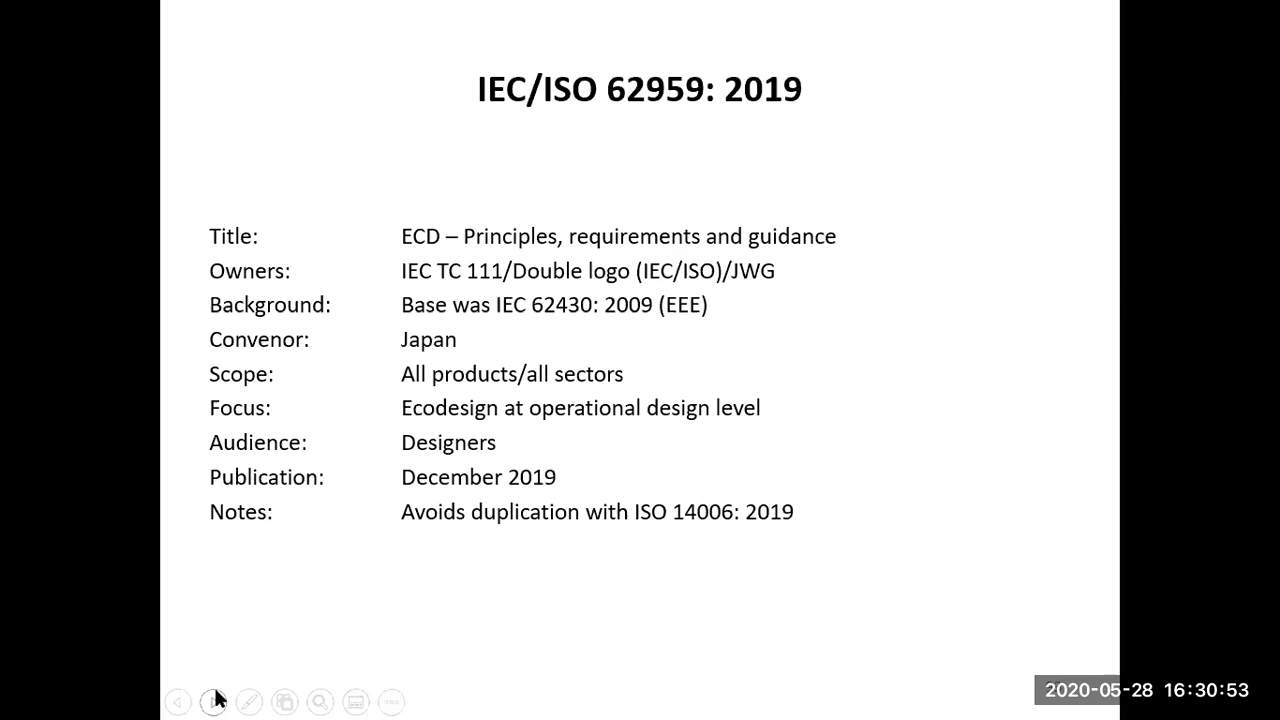 IEC/ISO 62959: 2019
Title: ECD – Principles, requirements and guidance
Owners: IEC TC 111/Double logo (IEC/ISO)/JWG
Background: Base was IEC 62430: 2009 (EEE)
Convenor: Japan
Scope: All products/all sectors
Focus: Ecodesign at operational design level
Audience: Designers
Publication: December 2019
Notes: Avoids duplication with ISO 14006: 2019
2020-05-28 16:30:53